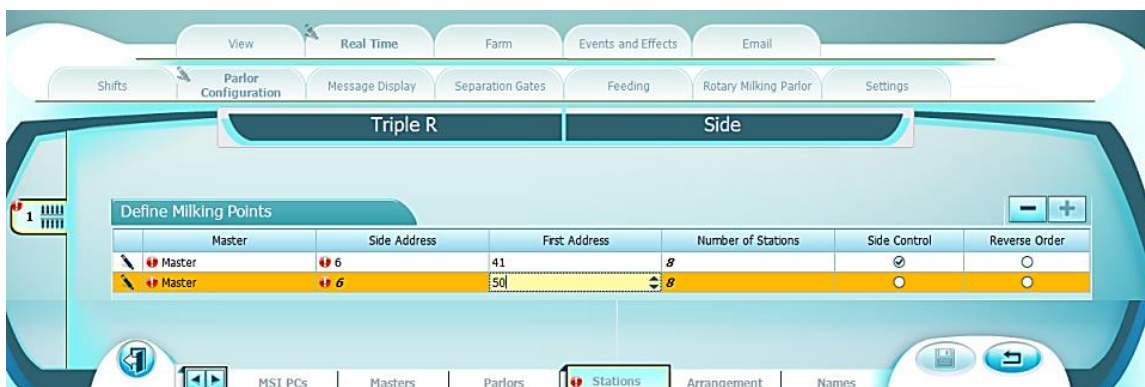 View Real Time Farm Events and Effects Email
Shifts Parlor Configuration Message Display Separation Gates Feeding Rotary Milking Parlor Settings
Triple R Side
1
Define Milking Points
Master Side Address First Address Number of Stations Side Control Reverse Order
Master 6 41 8
Master 6 50 8
MSI PCs Masters Parlors Stations Arrangement Names